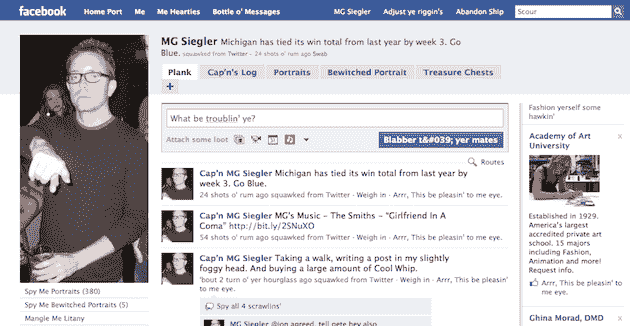 facebook Home Port Me Me Hearties Bottle o' Messages MG Siegler Adjust ye riggin's Abandon Ship Scour
MG Siegler Michigan has tied its win total from last year by week 3. Go
Blue. squawked from Twitter - 24 shots o' rum ago Swab
Plank Cap'n's Log Portraits Bewitched Portrait Treasure Chests
+
What be troublin' ye?
Attach some loot
31
Blabber t&#039; yer mates
Routes
Cap'n MG Siegler Michigan has tied its win total from last year by
week 3. Go Blue.
24 shots o' rum ago squawked from Twitter · Weigh in · Arrr, This be pleasin' to me eye.
Cap'n MG Siegler MG's Music – The Smiths – "Girlfriend In A
Coma" http://bit.ly/2SNuXO
54 shots o' rum ago squawked from Twitter · Weigh in · Arrr, This be pleasin' to me eye.
Cap'n MG Siegler Taking a walk, writing a post in my slightly
foggy head. And buying a large amount of Cool Whip.
'bout 2 turn o' yer hourglass ago squawked from Twitter · Weigh in · Arrr, This be pleasin'
to me eye.
Spy all 4 scrawlins'
MG Siegler @jon agreed, tell pete hey also
Spy Me Portraits (380)
Spy Me Bewitched Portraits (5)
Mangle Me Litany
Fashion yerself some
hawkin'
Academy of Art
University
x
Established in 1929.
America's largest
accredited private art
school. 15 majors
including Fashion,
Animation and more!
Request info.
Arrr, This be pleasin' to
me eye.
Ghina Morad, DMD
x